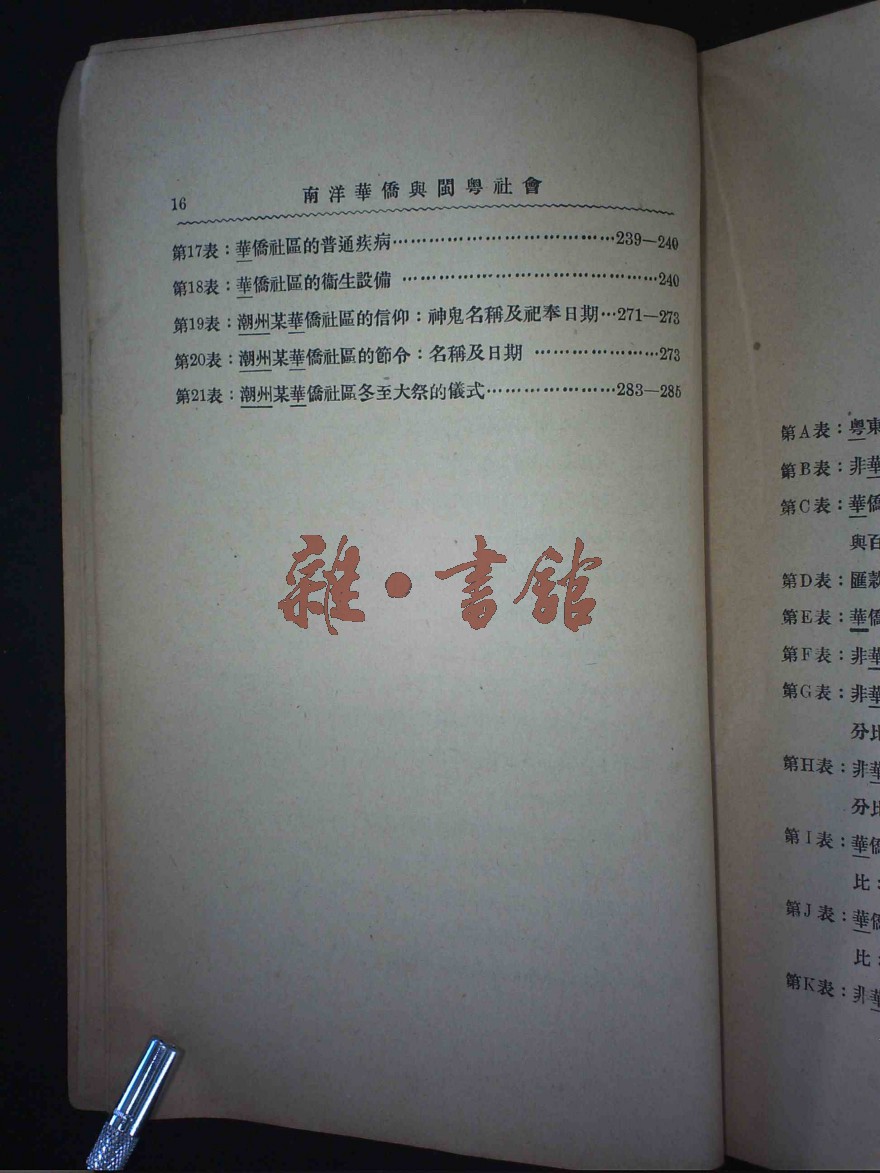 16
南洋華僑與閩粵社會
第17表：華僑社區的普通疾病…………………………………239—240
第18表：華僑社區的衞生設備 ……………………………………240
第19表：潮州某華僑社區的信仰：神鬼名稱及祀奉日期…271—273
第20表：潮州某華僑社區的節令：名稱及日期 …………………273
第21表：潮州某華僑社區冬至大祭的儀式…………………283—285
雜·書館
第A表：粵東
第B表：非華
第C表：華僑
與百
第D表：匯款
第E表：華僑
第F表：非華
第G表：非華
分比
第H表：非華
分比
第I表：華僑
比：
第J表：華僑
比：
第K表：非華